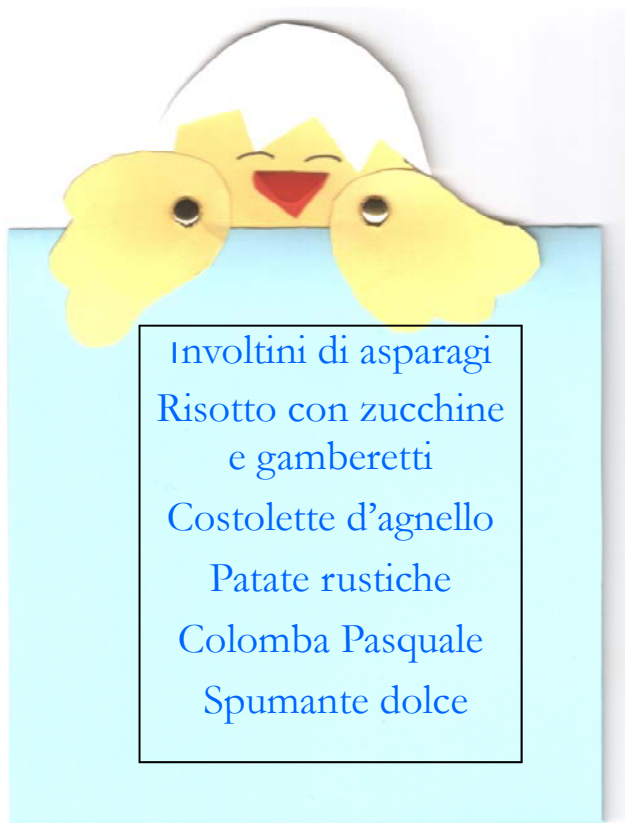 Involtini di asparagi
Risotto con zucchine
e gamberetti
Costolette d’agnello
Patate rustiche
Colomba Pasquale
Spumante dolce